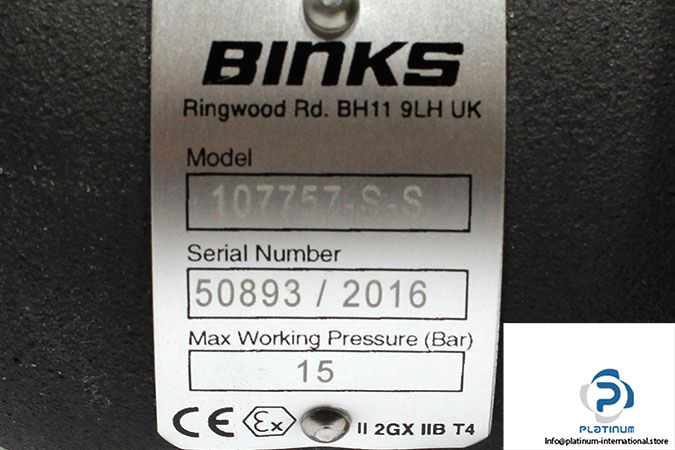 BINKS
Ringwood Rd. BH11 9LH UK
Model
107757-S-S
Serial Number
50893 / 2016
Max Working Pressure (Bar)
15
CE Ex II 2GX IIB T4
PLATINUM
Info@platinum-international.store